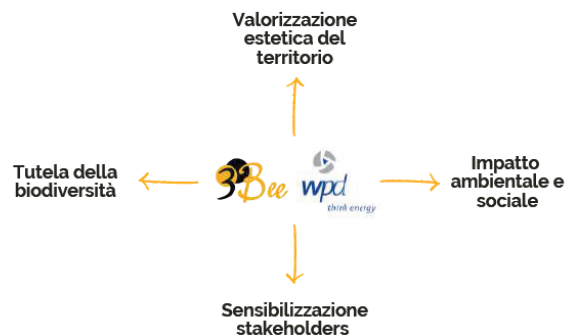 Valorizzazione
estetica del
territorio
Tutela della
biodiversità
3Bee
wpd
think energy
Impatto
ambientale e
sociale
Sensibilizzazione
stakeholders